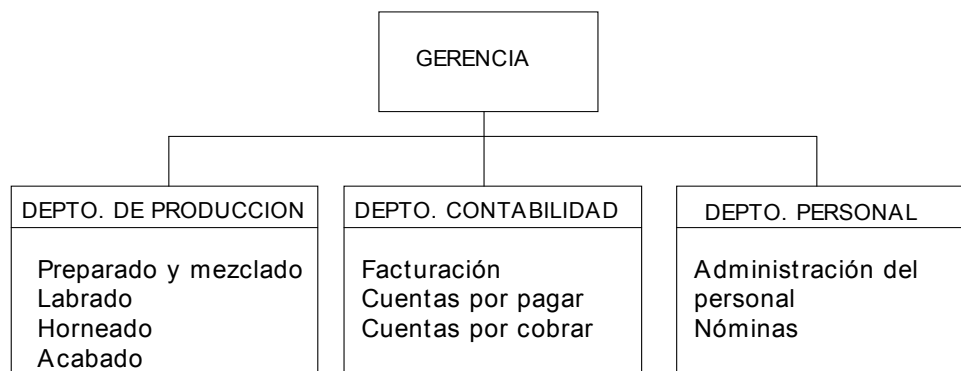 GERENCIA
DEPTO. DE PRODUCCION
Preparado y mezclado
Labrado
Horneado
Acabado
DEPTO. CONTABILIDAD
Facturación
Cuentas por pagar
Cuentas por cobrar
DEPTO. PERSONAL
Administración del
personal
Nóminas